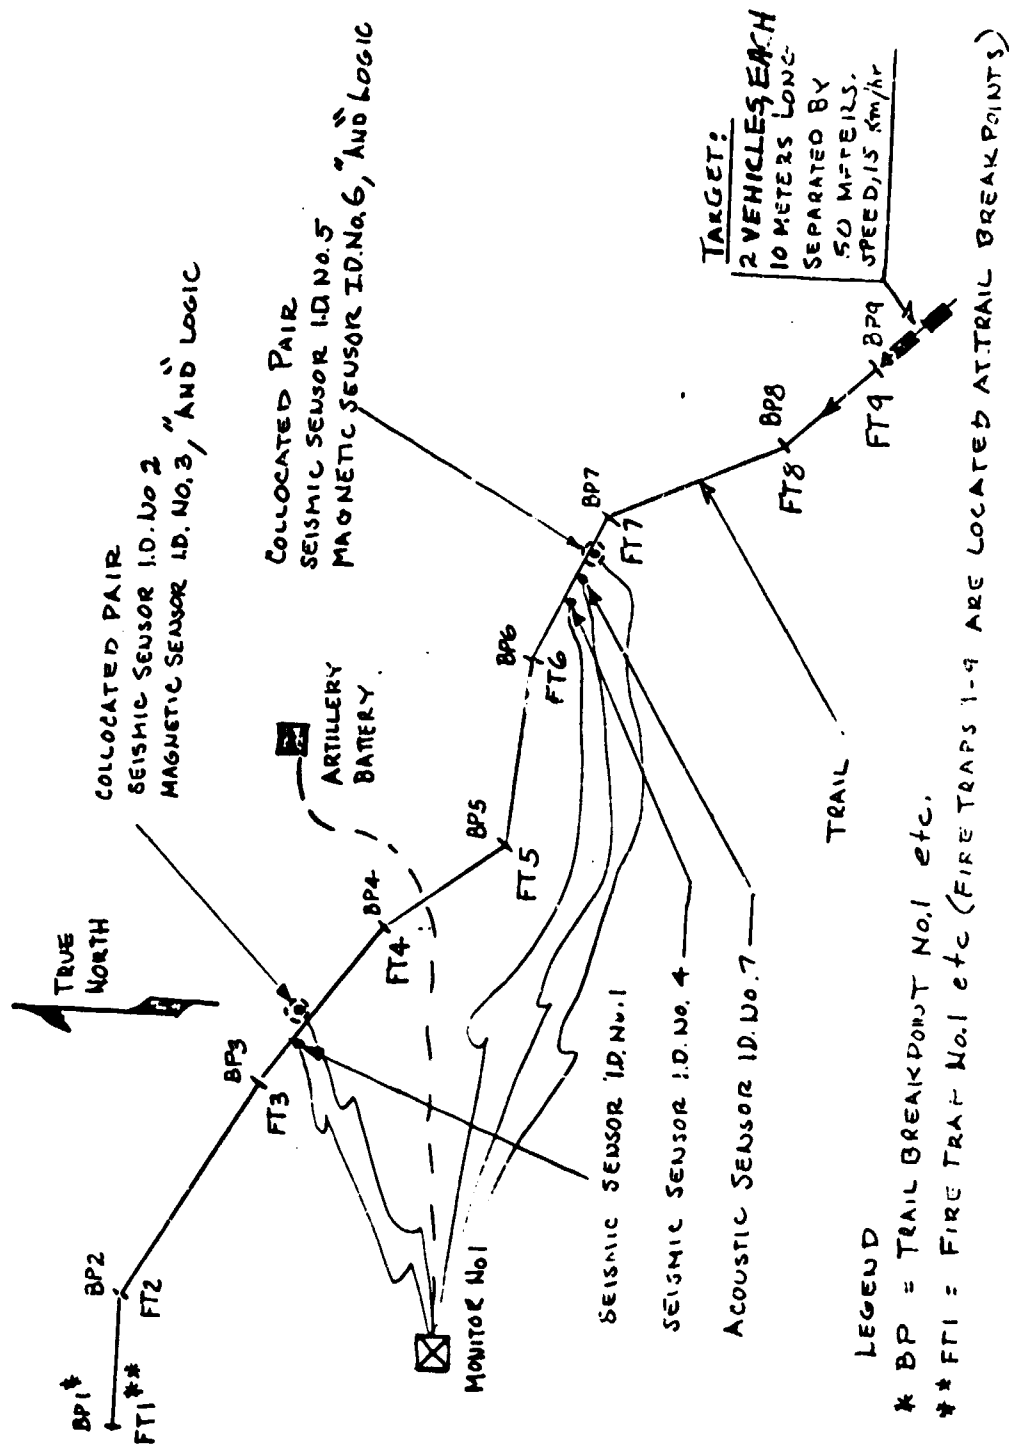 TRUE
NORTH
COLLOCATED PAIR
SEISMIC SENSOR I.D. No 2
MAGNETIC SENSOR I.D. No. 3, "AND" LOGIC
COLLOCATED PAIR
SEISMIC SENSOR I.D. No. 5
MAGNETIC SENSOR I.D. No. 6, "AND" LOGIC
TARGET:
2 VEHICLES, EACH
10 METERS LONG
SEPARATED BY
50 METERS.
SPEED, 15 Km/hr
ARTILLERY
BATTERY
BP1*
FT1**
BP2
FT2
BP3
FT3
BP4
FT4
BP5
FT5
BP6
FT6
BP7
FT7
BP8
FT8
BP9
FT9
MONITOR No1
SEISMIC SENSOR I.D. No. 1
SEISMIC SENSOR I.D. No. 4
ACOUSTIC SENSOR I.D. No. 7
TRAIL
LEGEND
* BP = TRAIL BREAKPOINT No.1 etc.
** FT1 = FIRE TRAP No.1 etc (FIRE TRAPS 1-9 ARE LOCATED AT TRAIL BREAKPOINTS)